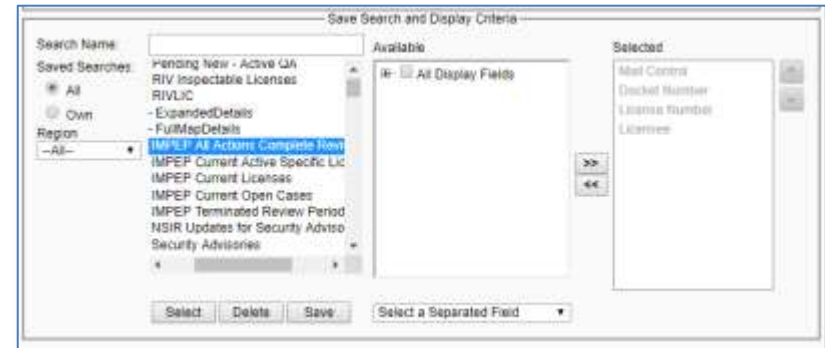 Save Search and Display Criteria
Search Name:
Saved Searches:
All
Own
Region
--All--
Pending New - Active QA
RIV Inspectable Licenses
RIVLIC
- ExpandedDetails
- FullMapDetails
IMPEP All Actions Complete Revi
IMPEP Current Active Specific Lic
IMPEP Current Licenses
IMPEP Current Open Cases
IMPEP Terminated Review Period
NSIR Updates for Security Adviso
Security Advisories
Select
Delete
Save
Available
All Display Fields
Select a Separated Field
>>
<<
Selected
Mail Control
Docket Number
License Number
Licensee